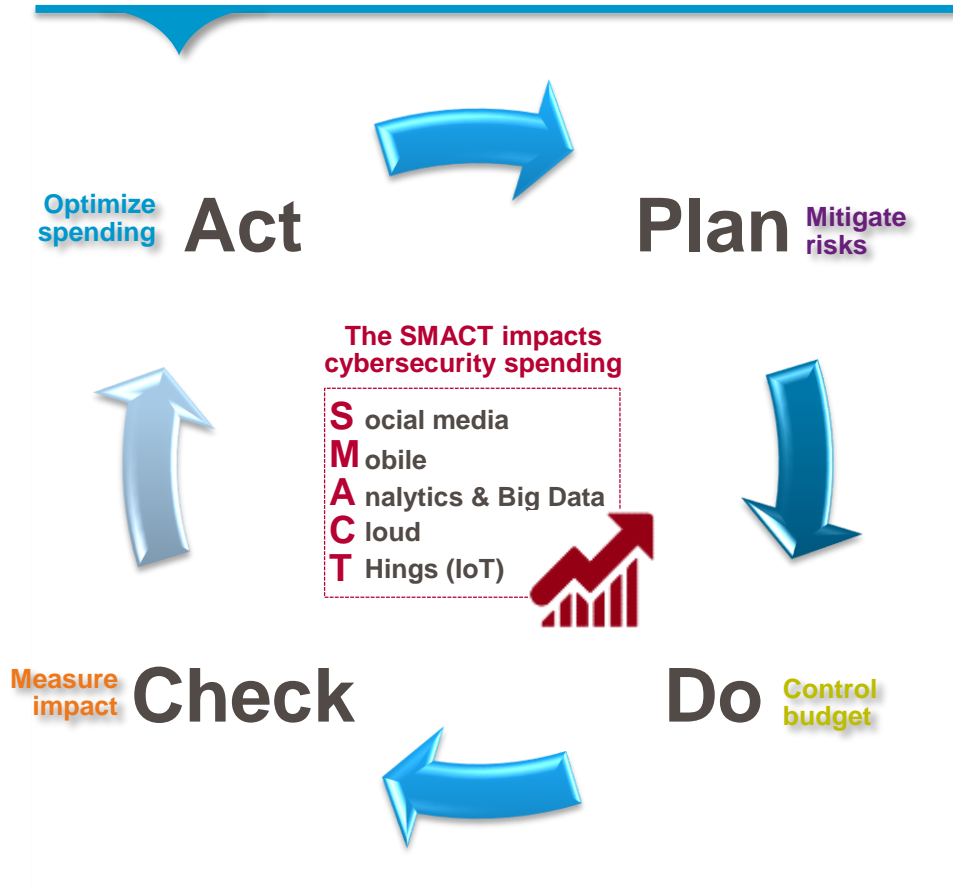 Optimize
spending
Act
Plan
Mitigate
risks
The SMACT impacts
cybersecurity spending
S ocial media
M obile
A nalytics & Big Data
C loud
T Hings (IoT)
Measure
impact
Check
Do
Control
budget